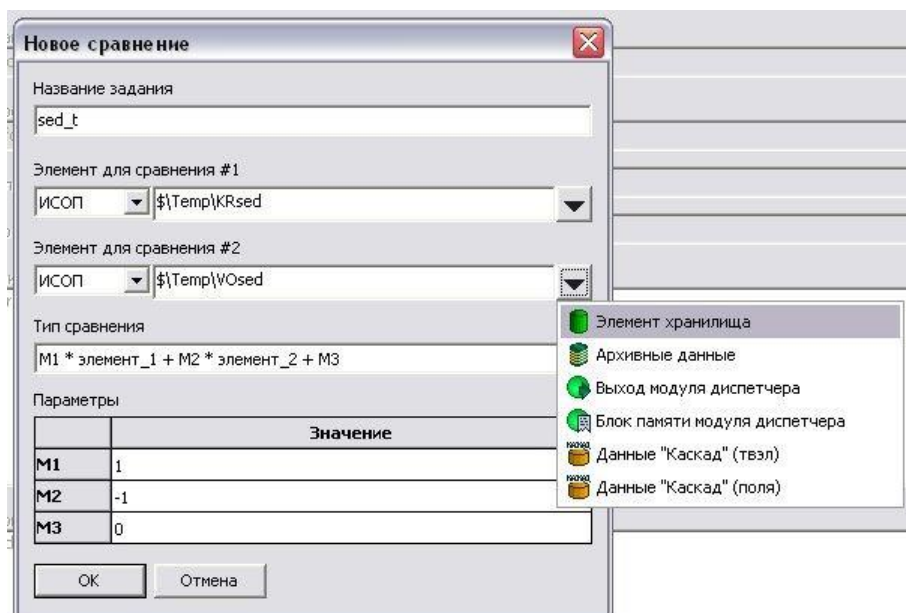 Новое сравнение
Название задания
sed_t
Элемент для сравнения #1
ИСОП $\Temp\KRsed
Элемент для сравнения #2
ИСОП $\Temp\VOsed
Элемент хранилища
Архивные данные
Выход модуля диспетчера
Блок памяти модуля диспетчера
Данные "Каскад" (твэл)
Данные "Каскад" (поля)
Тип сравнения
M1 * элемент_1 + M2 * элемент_2 + M3
Параметры
Значение
M1 1
M2 -1
M3 0
OK Отмена